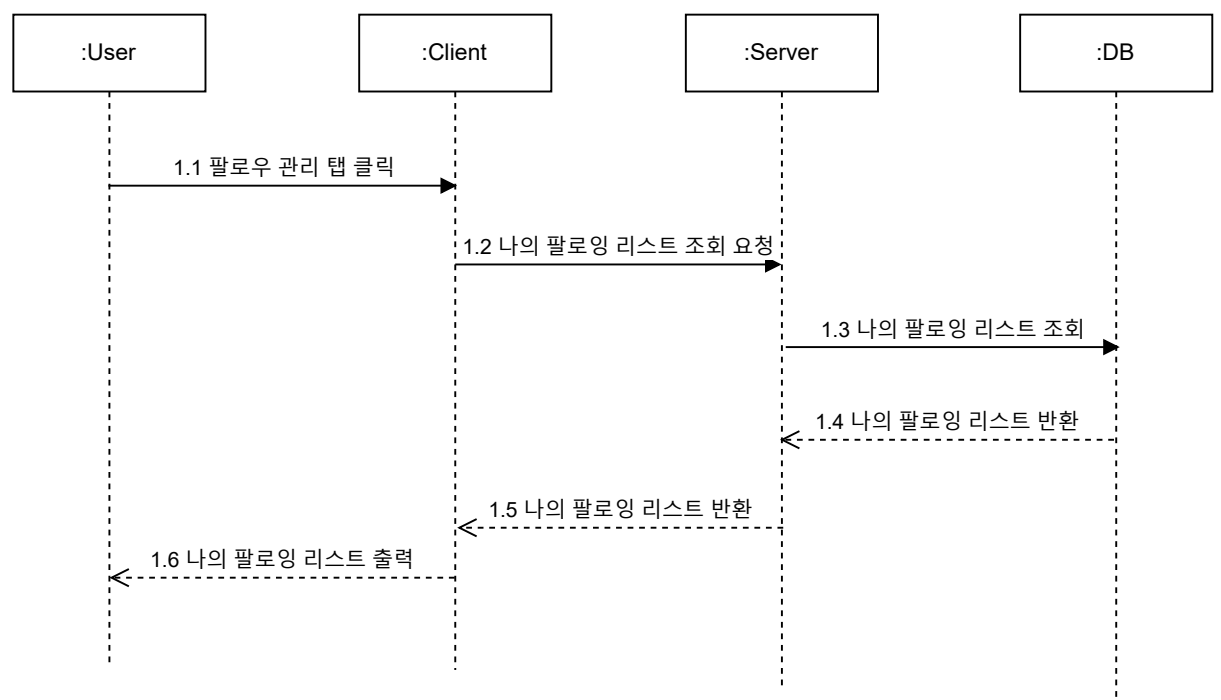 :User
:Client
:Server
:DB
1.1 팔로우 관리 탭 클릭
1.2 나의 팔로잉 리스트 조회 요청
1.3 나의 팔로잉 리스트 조회
1.4 나의 팔로잉 리스트 반환
1.5 나의 팔로잉 리스트 반환
1.6 나의 팔로잉 리스트 출력